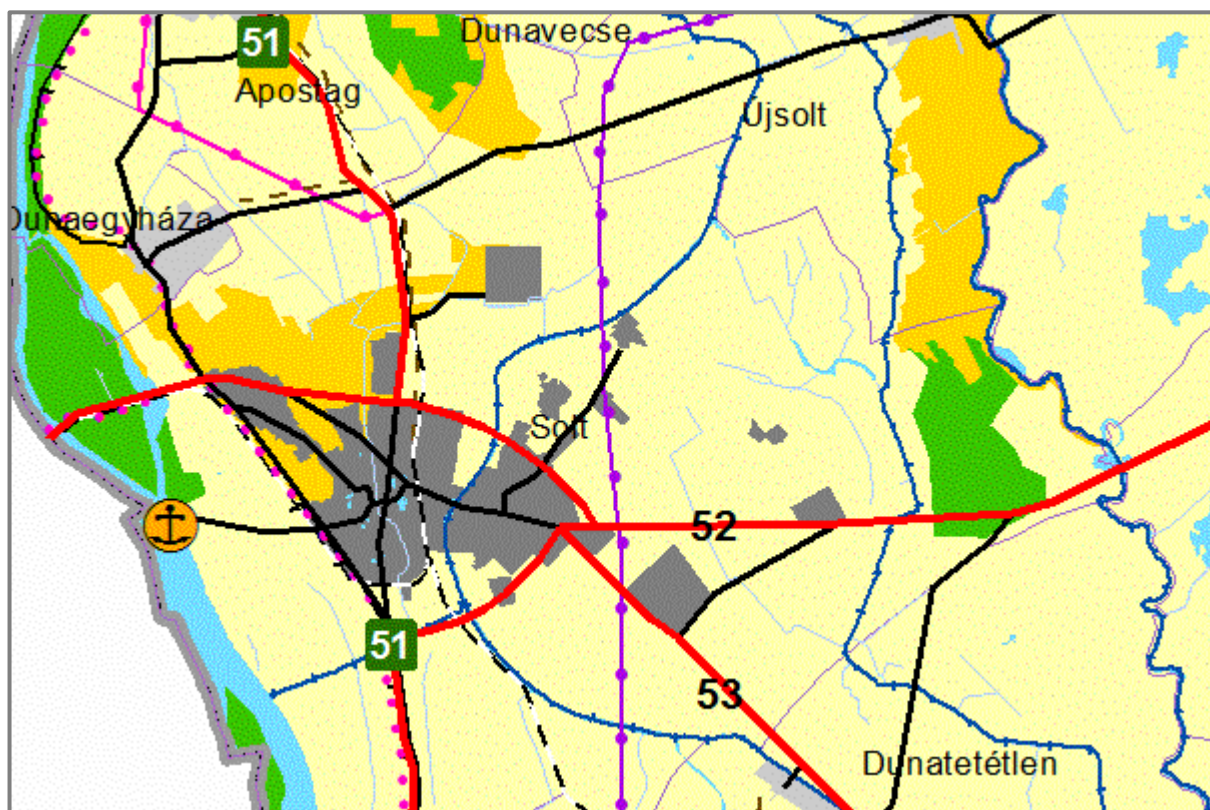 51
Dunavecse
Apostag
Újsolt
Dunaegyháza
Solt
52
51
53
Dunatetétlen